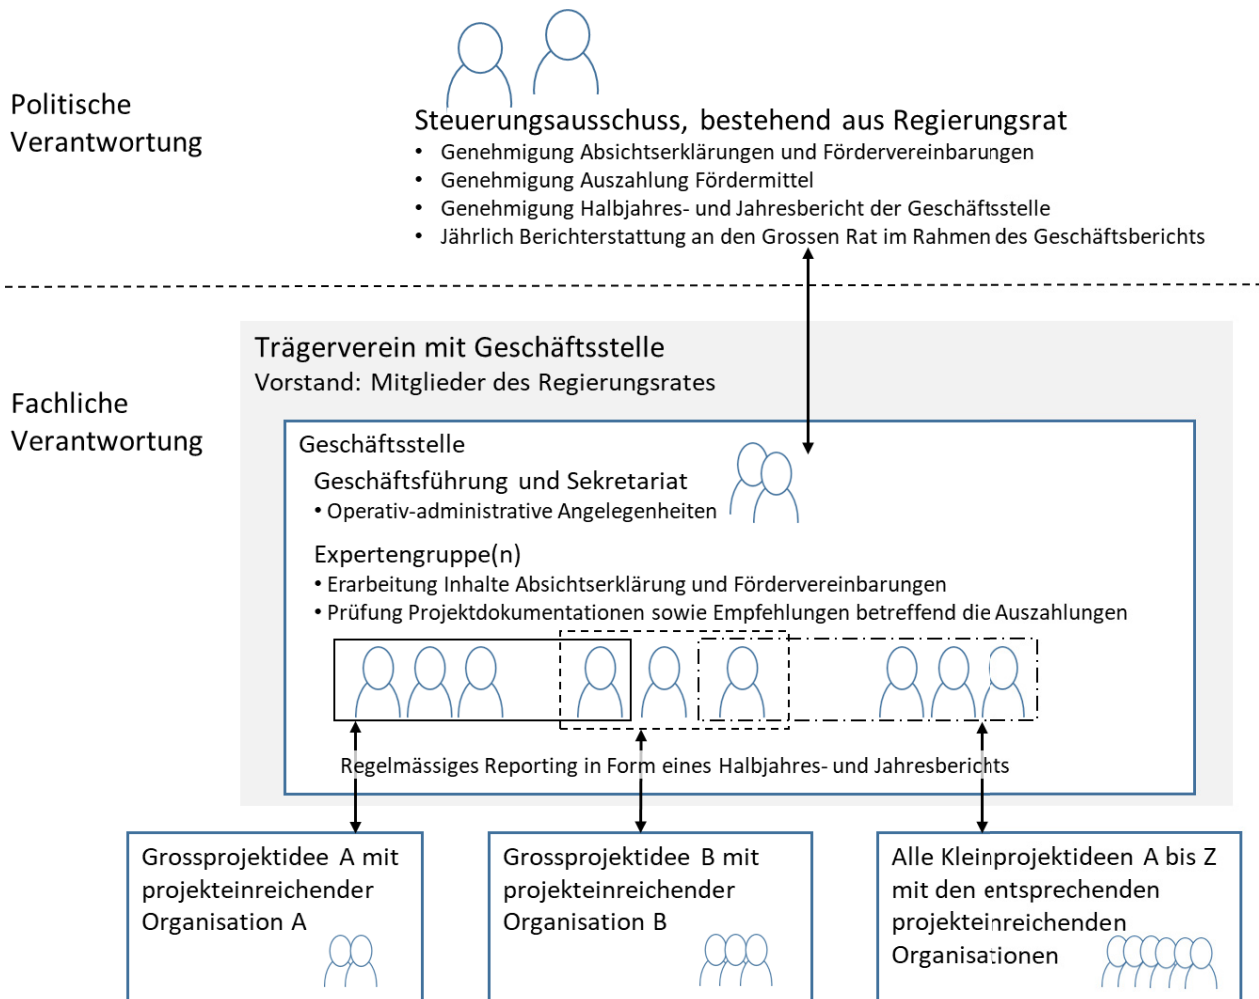 Politische
Verantwortung
Steuerungsausschuss, bestehend aus Regierungsrat
• Genehmigung Absichtserklärungen und Fördervereinbarungen
• Genehmigung Auszahlung Fördermittel
• Genehmigung Halbjahres- und Jahresbericht der Geschäftsstelle
• Jährlich Berichterstattung an den Grossen Rat im Rahmen des Geschäftsberichts
Trägerverein mit Geschäftsstelle
Vorstand: Mitglieder des Regierungsrates
Fachliche
Verantwortung
Geschäftsstelle
Geschäftsführung und Sekretariat
• Operativ-administrative Angelegenheiten
Expertengruppe(n)
• Erarbeitung Inhalte Absichtserklärung und Fördervereinbarungen
• Prüfung Projektdokumentationen sowie Empfehlungen betreffend die Auszahlungen
Regelmässiges Reporting in Form eines Halbjahres- und Jahresberichts
Grossprojektidee A mit
projekteinreichender
Organisation A
Grossprojektidee B mit
projekteinreichender
Organisation B
Alle Kleinprojektideen A bis Z
mit den entsprechenden
projekteinreichenden
Organisationen